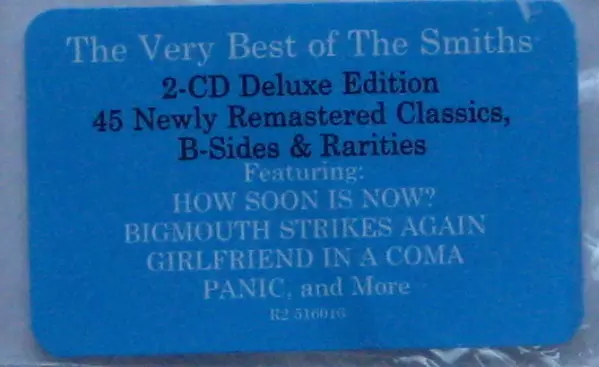 The Very Best of The Smiths
2-CD Deluxe Edition
45 Newly Remastered Classics,
B-Sides & Rarities
Featuring:
HOW SOON IS NOW?
BIGMOUTH STRIKES AGAIN
GIRLFRIEND IN A COMA
PANIC, and More
R2 516016